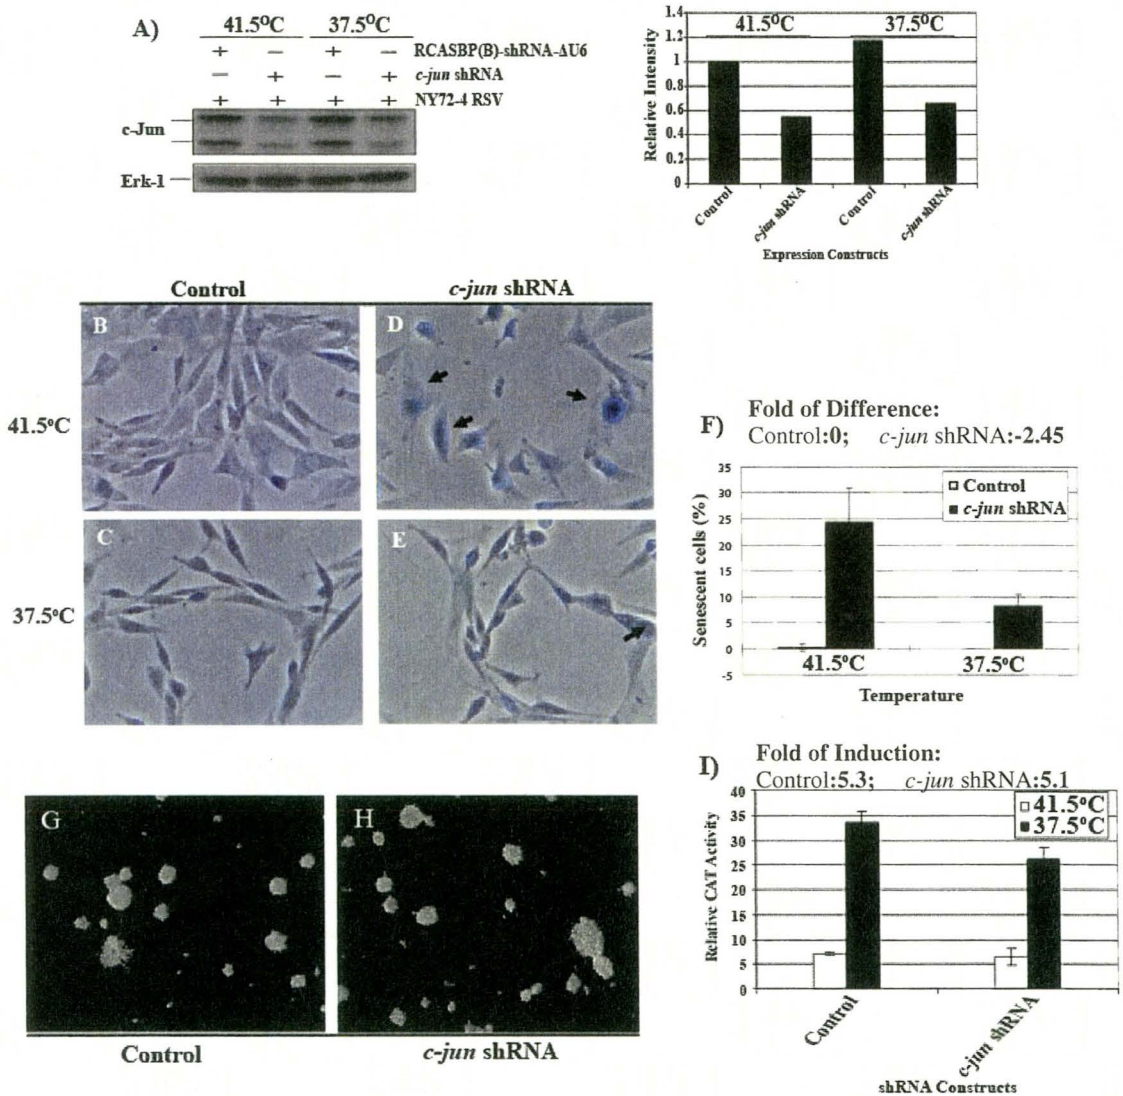 A)
41.5⁰C 37.5⁰C
+ – + – RCASBP(B)-shRNA-ΔU6
– + – + c-jun shRNA
+ + + + NY72-4 RSV
c-Jun
Erk-1
Relative Intensity
1.4
1.2
1
0.8
0.6
0.4
0.2
0
41.5⁰C 37.5⁰C
Control c-jun shRNA Control c-jun shRNA
Expression Constructs
Control c-jun shRNA
41.5ºC
B D
37.5ºC
C E
F)
Fold of Difference:
Control:0; c-jun shRNA:-2.45
Senescent cells (%)
35
30
25
20
15
10
5
0
-5
Control
c-jun shRNA
41.5ºC 37.5ºC
Temperature
G H
Control c-jun shRNA
I)
Fold of Induction:
Control:5.3; c-jun shRNA:5.1
Relative CAT Activity
40
35
30
25
20
15
10
5
0
41.5ºC
37.5ºC
Control c-jun shRNA
shRNA Constructs